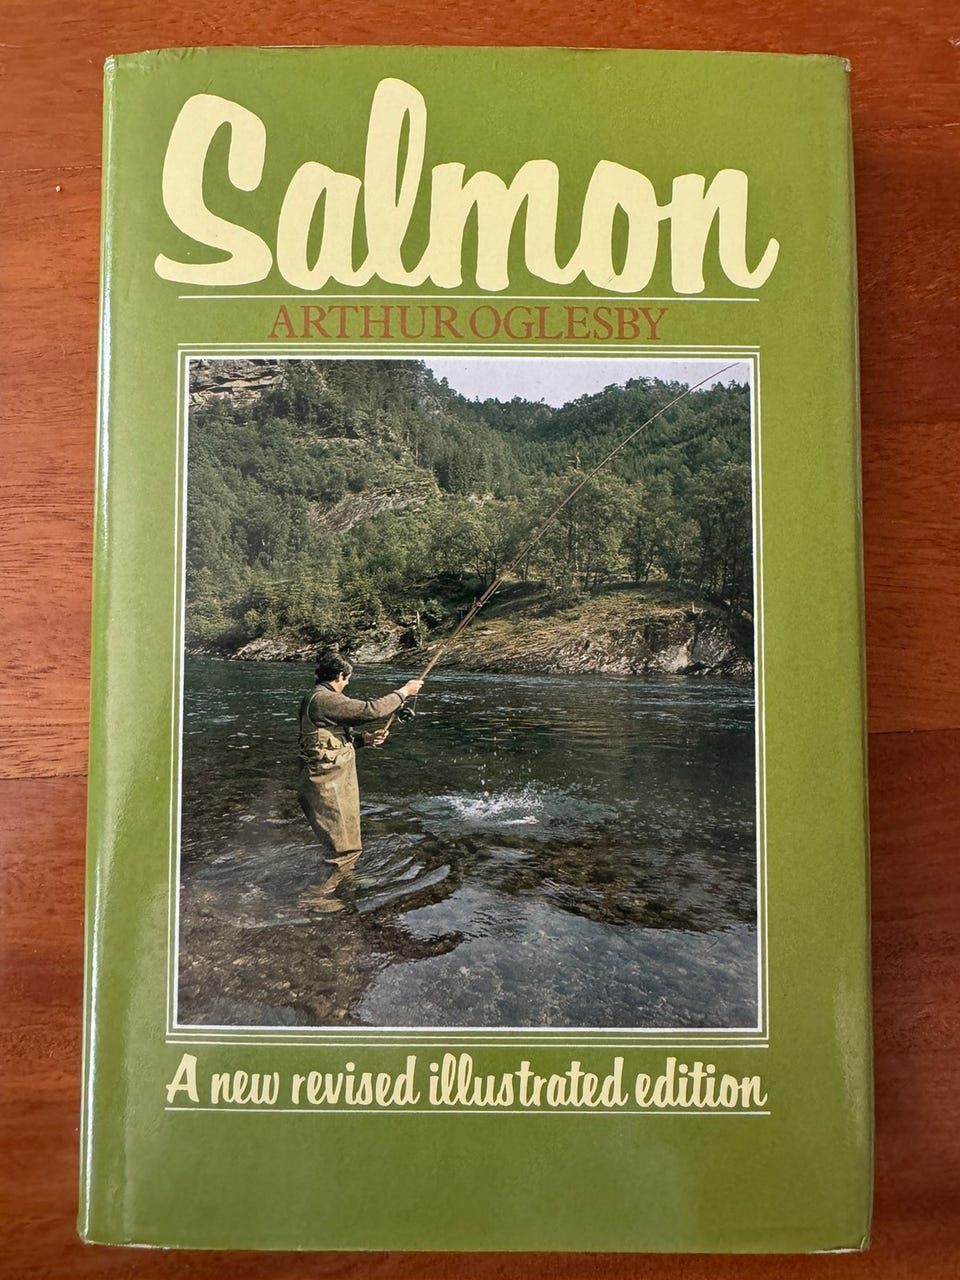 Salmon
ARTHUR OGLESBY
A new revised illustrated edition